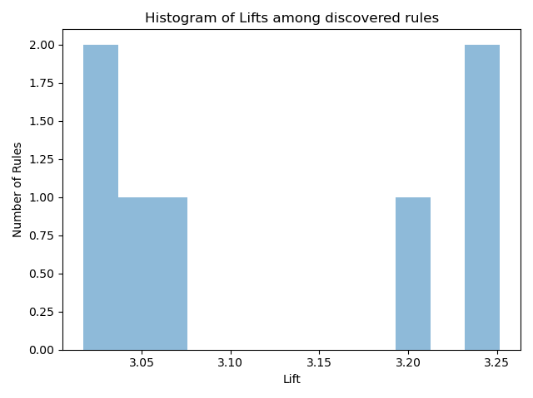 Histogram of Lifts among discovered rules
2.00
1.75
1.50
1.25
1.00
0.75
0.50
0.25
0.00
Number of Rules
3.05 3.10 3.15 3.20 3.25
Lift